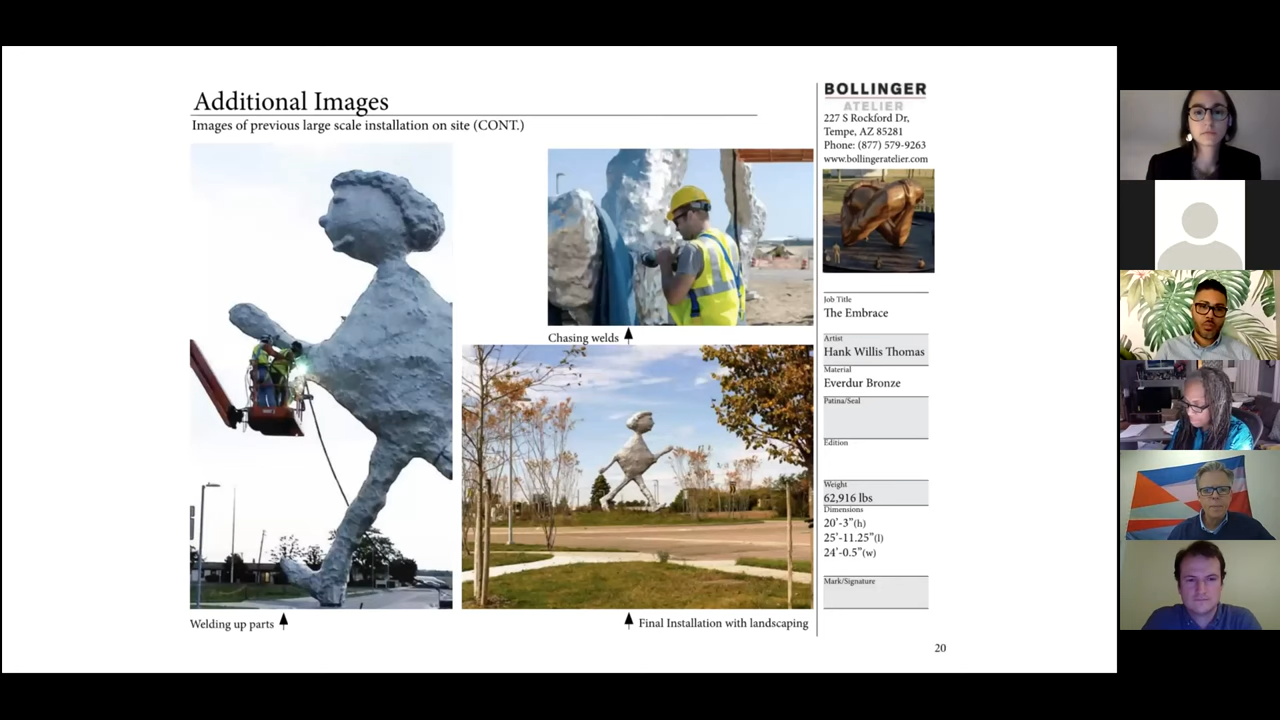 Additional Images
Images of previous large scale installation on site (CONT.)
Chasing welds
Welding up parts
Final Installation with landscaping
BOLLINGER
ATELIER
227 S Rockford Dr,
Tempe, AZ 85281
Phone: (877) 579-9263
www.bollingeratelier.com
Job Title
The Embrace
Artist
Hank Willis Thomas
Material
Everdur Bronze
Patina/Seal
Edition
Weight
62,916 lbs
Dimensions
20'-3"(h)
25'-11.25"(l)
24'-0.5"(w)
Mark/Signature
20